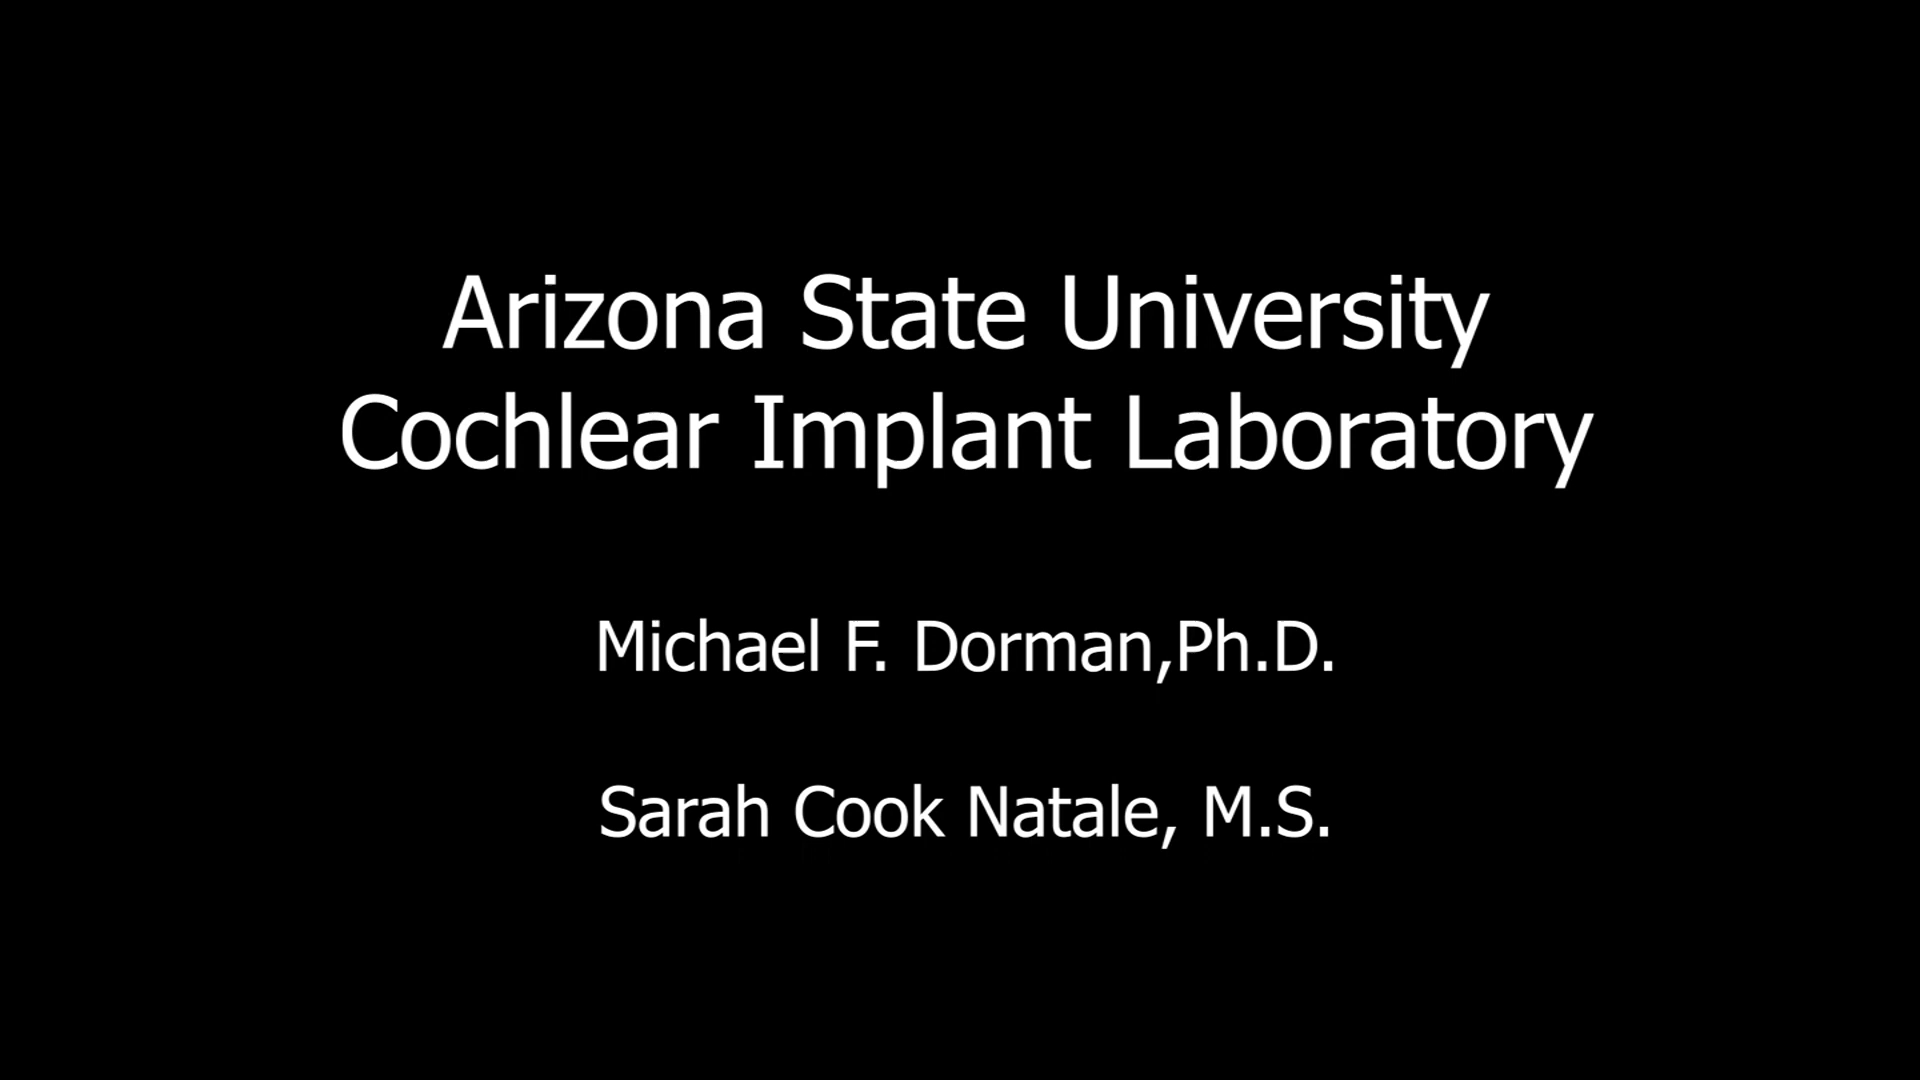 Arizona State University
Cochlear Implant Laboratory
Michael F. Dorman,Ph.D.
Sarah Cook Natale, M.S.